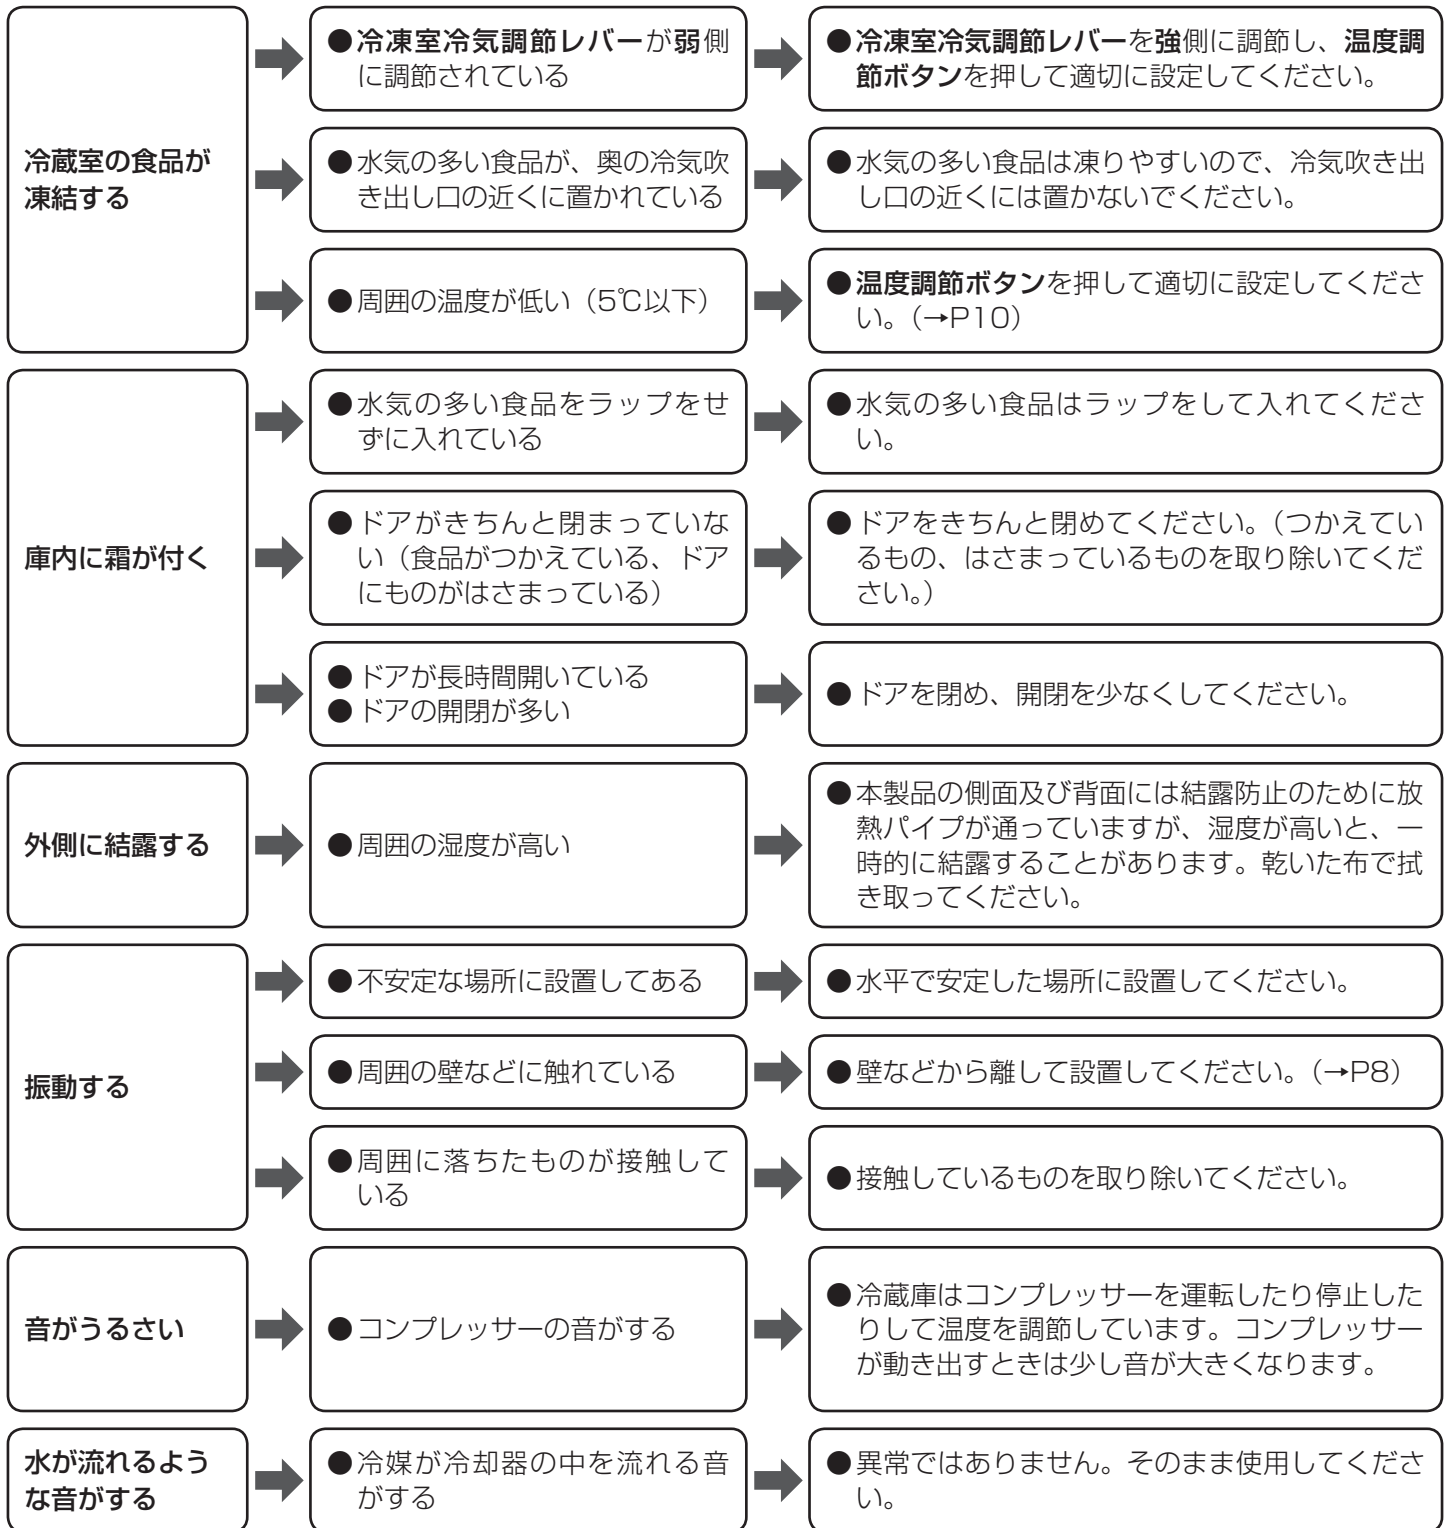 冷蔵室の食品が
凍結する
●冷凍室冷気調節レバーが弱側
に調節されている
●冷凍室冷気調節レバーを強側に調節し、温度調
節ボタンを押して適切に設定してください。
●水気の多い食品が、奥の冷気吹
き出し口の近くに置かれている
●水気の多い食品は凍りやすいので、冷気吹き出
し口の近くには置かないでください。
●周囲の温度が低い（5℃以下）
●温度調節ボタンを押して適切に設定してくださ
い。（→P10）
庫内に霜が付く
●水気の多い食品をラップをせ
ずに入れている
●水気の多い食品はラップをして入れてくださ
い。
●ドアがきちんと閉まっていな
い（食品がつかえている、ドア
にものがはさまっている）
●ドアをきちんと閉めてください。（つかえてい
るもの、はさまっているものを取り除いてくだ
さい。）
●ドアが長時間開いている
●ドアの開閉が多い
●ドアを閉め、開閉を少なくしてください。
外側に結露する
●周囲の湿度が高い
●本製品の側面及び背面には結露防止のために放
熱パイプが通っていますが、湿度が高いと、一
時的に結露することがあります。乾いた布で拭
き取ってください。
振動する
●不安定な場所に設置してある
●水平で安定した場所に設置してください。
●周囲の壁などに触れている
●壁などから離して設置してください。（→P8）
●周囲に落ちたものが接触して
いる
●接触しているものを取り除いてください。
音がうるさい
●コンプレッサーの音がする
●冷蔵庫はコンプレッサーを運転したり停止した
りして温度を調節しています。コンプレッサー
が動き出すときは少し音が大きくなります。
水が流れるよう
な音がする
●冷媒が冷却器の中を流れる音
がする
●異常ではありません。そのまま使用してくださ
い。